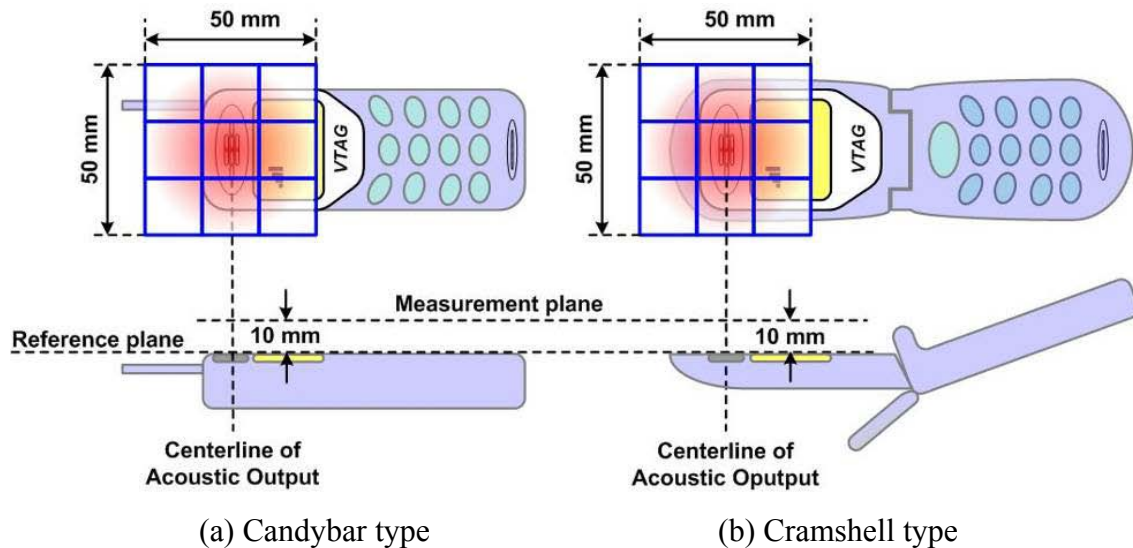 50 mm
50 mm
50 mm
50 mm
VTAG
VTAG
Measurement plane
Reference plane
10 mm
10 mm
Centerline of
Acoustic Output
Centerline of
Acoustic Oputput
(a) Candybar type
(b) Cramshell type